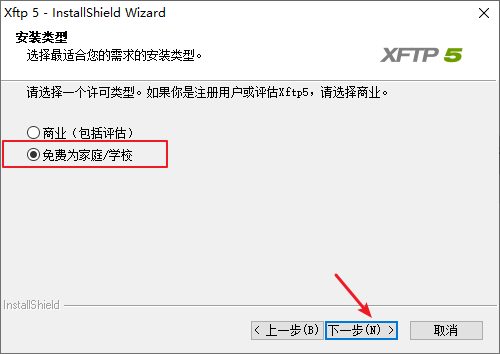 Xftp 5 - InstallShield Wizard
安装类型
选择最适合您的需求的安装类型。
XFTP 5
请选择一个许可类型。如果你是注册用户或评估Xftp5，请选择商业。
商业（包括评估）
免费为家庭/学校
InstallShield
< 上一步(B)
下一步(N) >
取消